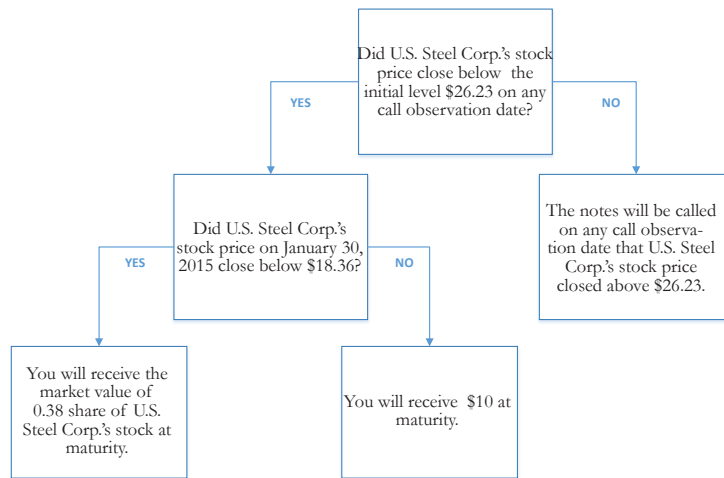 Did U.S. Steel Corp.'s stock
price close below the
initial level $26.23 on any
call observation date?
YES
NO
Did U.S. Steel Corp.'s
stock price on January 30,
2015 close below $18.36?
The notes will be called
on any call observa-
tion date that U.S. Steel
Corp.'s stock price
closed above $26.23.
YES
NO
You will receive the
market value of
0.38 share of U.S.
Steel Corp.'s stock at
maturity.
You will receive $10 at
maturity.